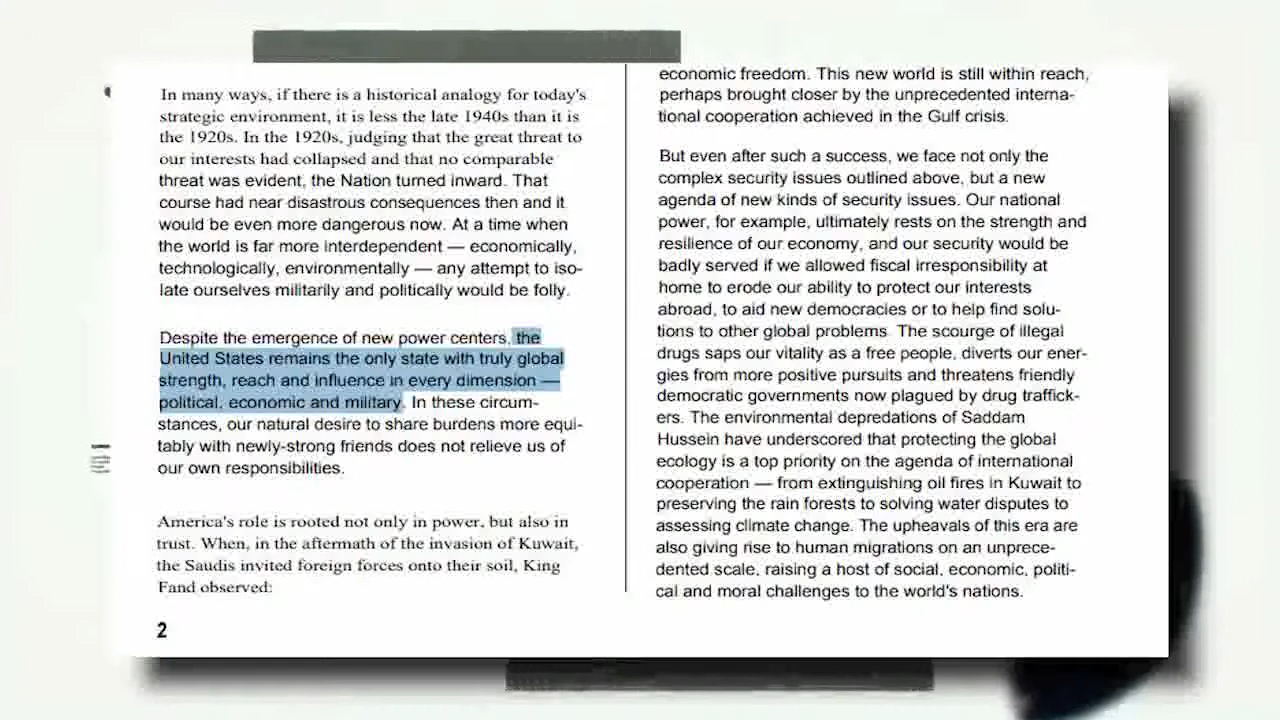 In many ways, if there is a historical analogy for today's
strategic environment, it is less the late 1940s than it is
the 1920s. In the 1920s, judging that the great threat to
our interests had collapsed and that no comparable
threat was evident, the Nation turned inward. That
course had near disastrous consequences then and it
would be even more dangerous now. At a time when
the world is far more interdependent — economically,
technologically, environmentally — any attempt to iso-
late ourselves militarily and politically would be folly.
Despite the emergence of new power centers, the
United States remains the only state with truly global
strength, reach and influence in every dimension —
political, economic and military. In these circum-
stances, our natural desire to share burdens more equi-
tably with newly-strong friends does not relieve us of
our own responsibilities.
America's role is rooted not only in power, but also in
trust. When, in the aftermath of the invasion of Kuwait,
the Saudis invited foreign forces onto their soil, King
Fand observed:
2
economic freedom. This new world is still within reach,
perhaps brought closer by the unprecedented interna-
tional cooperation achieved in the Gulf crisis.
But even after such a success, we face not only the
complex security issues outlined above, but a new
agenda of new kinds of security issues. Our national
power, for example, ultimately rests on the strength and
resilience of our economy, and our security would be
badly served if we allowed fiscal irresponsibility at
home to erode our ability to protect our interests
abroad, to aid new democracies or to help find solu-
tions to other global problems. The scourge of illegal
drugs saps our vitality as a free people, diverts our ener-
gies from more positive pursuits and threatens friendly
democratic governments now plagued by drug traffick-
ers. The environmental depredations of Saddam
Hussein have underscored that protecting the global
ecology is a top priority on the agenda of international
cooperation — from extinguishing oil fires in Kuwait to
preserving the rain forests to solving water disputes to
assessing climate change. The upheavals of this era are
also giving rise to human migrations on an unprece-
dented scale, raising a host of social, economic, politi-
cal and moral challenges to the world's nations.